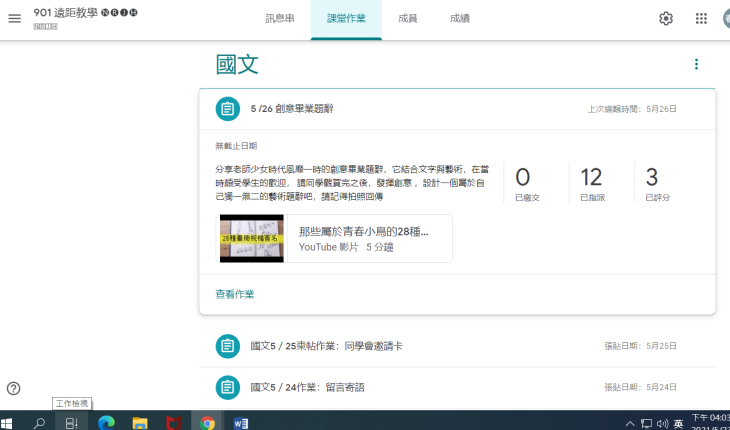 901 遠距教學 🅝🅡🅙🅗
🄽🅁🄹🄷
訊息串
課堂作業
成員
成績
國文
5 /26 創意畢業題辭
上次編輯時間：5月26日
無截止日期
分享老師少女時代風靡一時的創意畢業題辭，它結合文字與藝術，在當
時頗受學生的歡迎， 請同學觀賞完之後，發揮創意， 設計一個屬於自
己獨一無二的藝術題辭吧，請記得拍照回傳
0
已繳交
12
已指派
3
已評分
28種畢冊祝福簽名
那些屬於青春小鳥的28種...
YouTube 影片 5 分鐘
查看作業
國文5 / 25柬帖作業：同學會邀請卡
張貼日期：5月25日
國文5 / 24作業：留言寄語
張貼日期：5月24日
工作檢視
英
下午 04:03